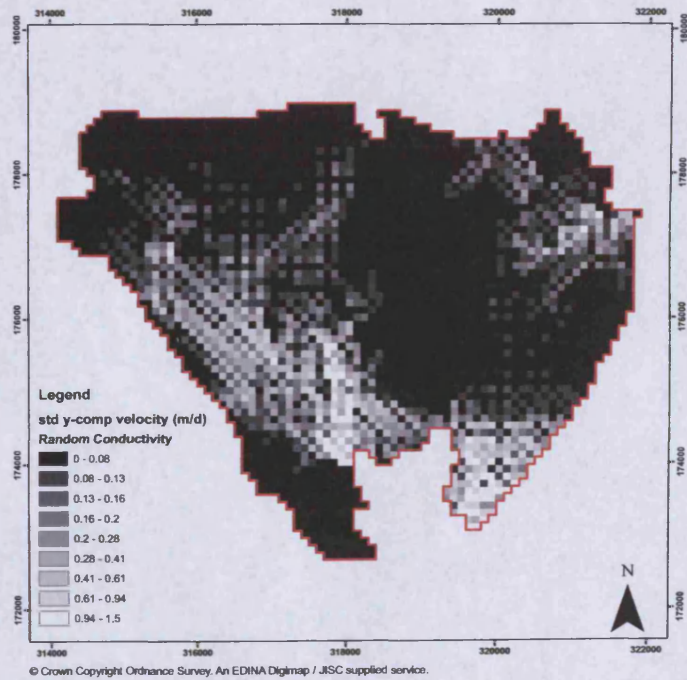 314000 316000 318000 320000 322000
180000 180000
178000 178000
176000 176000
174000 174000
172000 172000
Legend
std y-comp velocity (m/d)
Random Conductivity
0 - 0.08
0.08 - 0.13
0.13 - 0.16
0.16 - 0.2
0.2 - 0.28
0.28 - 0.41
0.41 - 0.61
0.61 - 0.94
0.94 - 1.5
N
314000 316000 318000 320000 322000
© Crown Copyright Ordnance Survey. An EDINA Digimap / JISC supplied service.